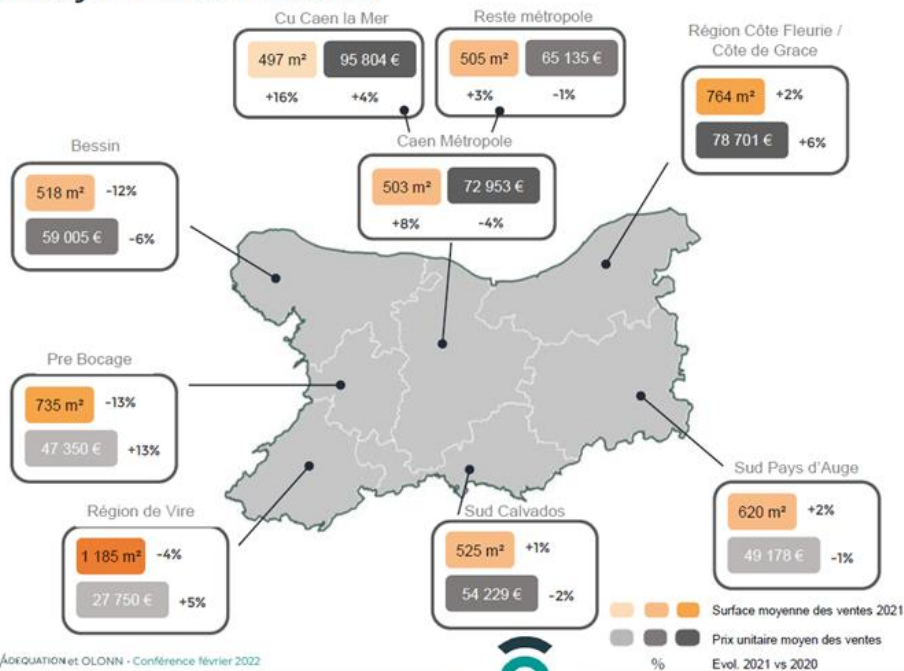 Cu Caen la Mer
497 m² 95 804 €
+16% +4%
Reste métropole
505 m² 65 135 €
+3% -1%
Région Côte Fleurie /
Côte de Grace
764 m² +2%
78 701 € +6%
Bessin
518 m² -12%
59 005 € -6%
Caen Métropole
503 m² 72 953 €
+8% -4%
Pre Bocage
735 m² -13%
47 350 € +13%
Région de Vire
1 185 m² -4%
27 750 € +5%
Sud Calvados
525 m² +1%
54 229 € -2%
Sud Pays d'Auge
620 m² +2%
49 178 € -1%
Surface moyenne des ventes 2021
Prix unitaire moyen des ventes
% Evol. 2021 vs 2020
ADEQUATION et OLONN - Conférence février 2022